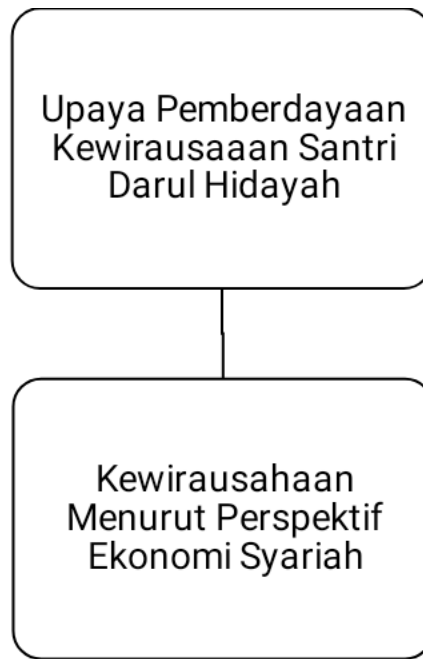 Upaya Pemberdayaan
Kewirausaaan Santri
Darul Hidayah
Kewirausahaan
Menurut Perspektif
Ekonomi Syariah